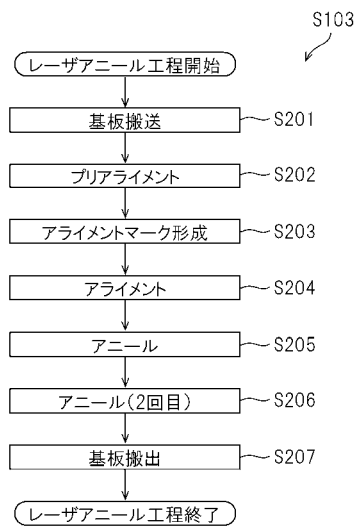 S103
レーザアニール工程開始
基板搬送 S201
プリアライメント S202
アライメントマーク形成 S203
アライメント S204
アニール S205
アニール(2回目) S206
基板搬出 S207
レーザアニール工程終了